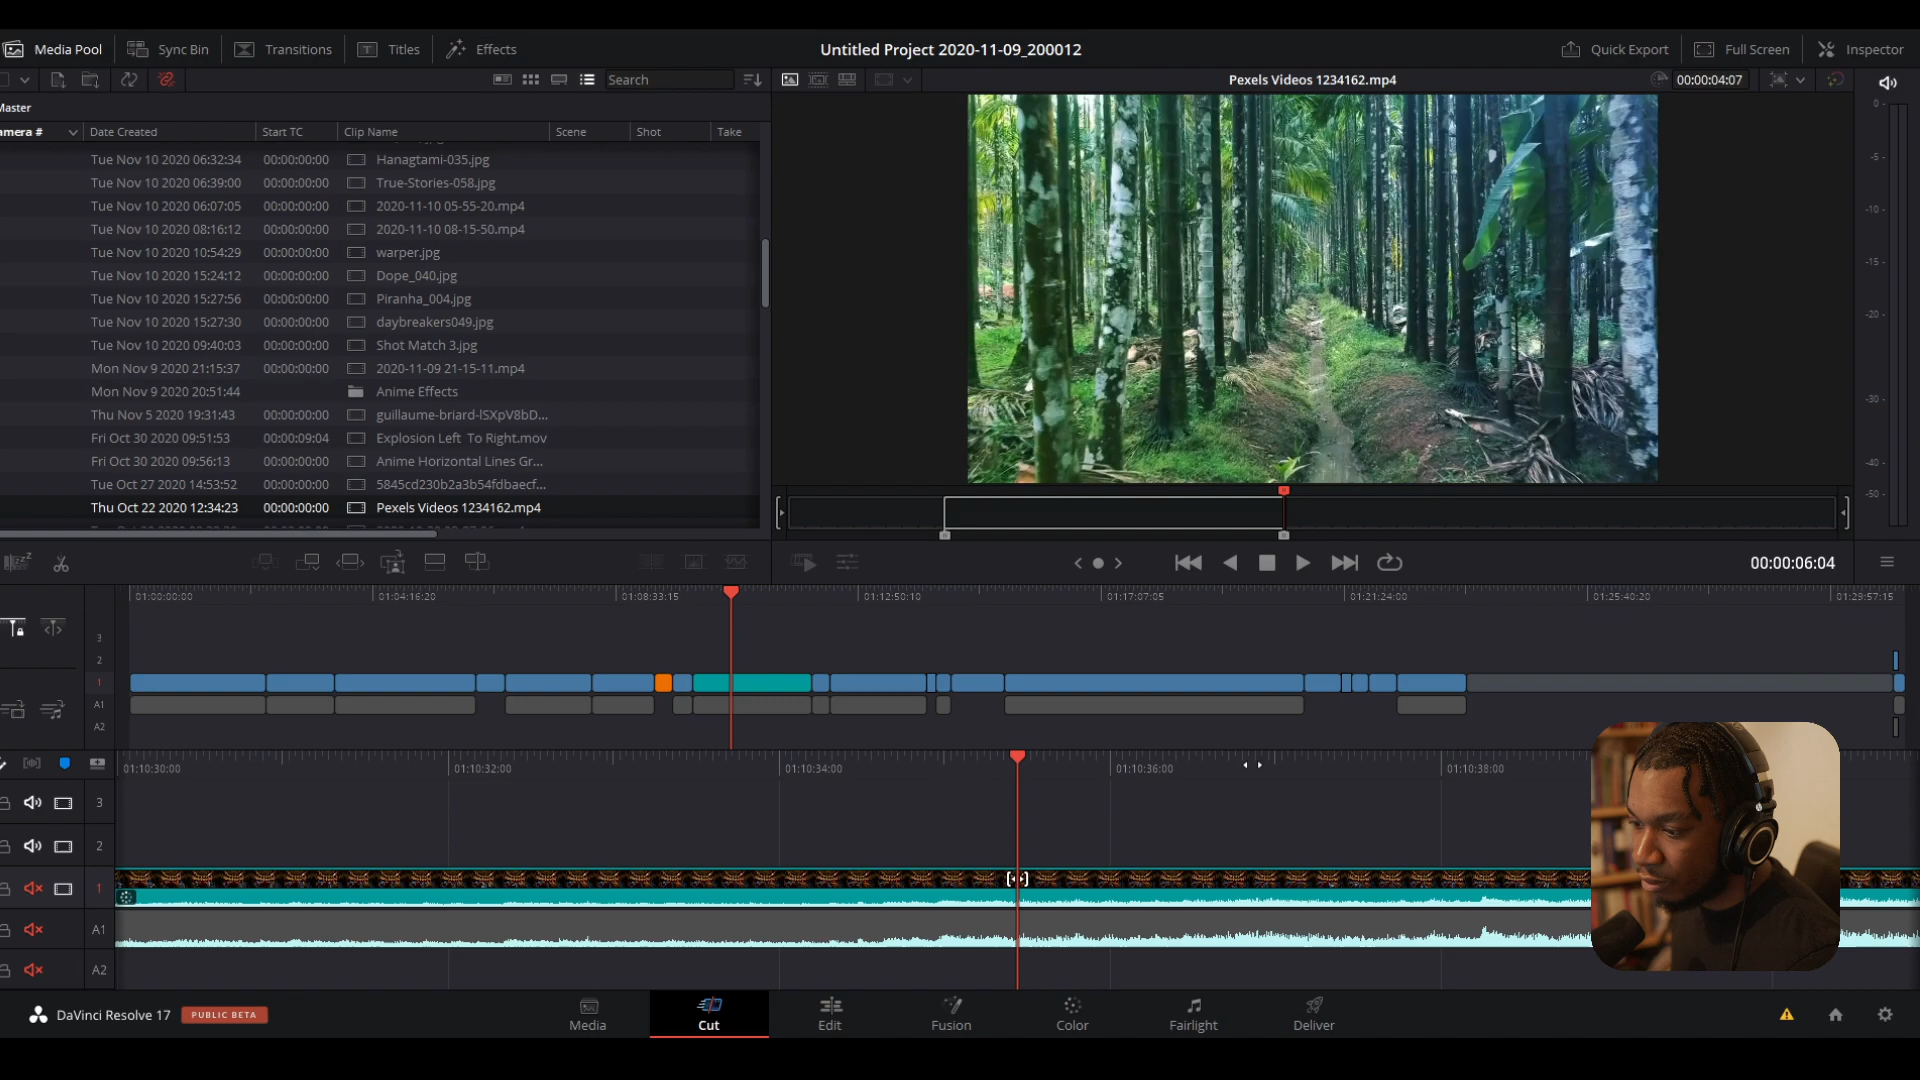 Media Pool Sync Bin Transitions Titles Effects Untitled Project 2020-11-09_200012 Quick Export Full Screen Inspector
Search Pexels Videos 1234162.mp4 00:00:04:07
Master
amera # Date Created Start TC Clip Name Scene Shot Take
Tue Nov 10 2020 06:32:34 00:00:00:00 Hanagtami-035.jpg
Tue Nov 10 2020 06:39:00 00:00:00:00 True-Stories-058.jpg
Tue Nov 10 2020 06:07:05 00:00:00:00 2020-11-10 05-55-20.mp4
Tue Nov 10 2020 08:16:12 00:00:00:00 2020-11-10 08-15-50.mp4
Tue Nov 10 2020 10:54:29 00:00:00:00 warper.jpg
Tue Nov 10 2020 15:24:12 00:00:00:00 Dope_040.jpg
Tue Nov 10 2020 15:27:56 00:00:00:00 Piranha_004.jpg
Tue Nov 10 2020 15:27:30 00:00:00:00 daybreakers049.jpg
Tue Nov 10 2020 09:40:03 00:00:00:00 Shot Match 3.jpg
Mon Nov 9 2020 21:15:37 00:00:00:00 2020-11-09 21-15-11.mp4
Mon Nov 9 2020 20:51:44 Anime Effects
Thu Nov 5 2020 19:31:43 00:00:00:00 guillaume-briard-lSXpV8bD...
Fri Oct 30 2020 09:51:53 00:00:09:04 Explosion Left To Right.mov
Fri Oct 30 2020 09:56:13 00:00:00:00 Anime Horizontal Lines Gr...
Tue Oct 27 2020 14:53:52 00:00:00:00 5845cd230b2a3b54fdbaecf...
Thu Oct 22 2020 12:34:23 00:00:00:00 Pexels Videos 1234162.mp4
0
-5
-10
-15
-20
-30
-40
-50
00:00:06:04
01:00:00:00 01:04:16:20 01:08:33:15 01:12:50:10 01:17:07:05 01:21:24:00 01:25:40:20 01:29:57:15
3
2
1
A1
A2
01:10:30:00 01:10:32:00 01:10:34:00 01:10:36:00 01:10:38:00
3
2
1
A1
A2
DaVinci Resolve 17 PUBLIC BETA Media Cut Edit Fusion Color Fairlight Deliver